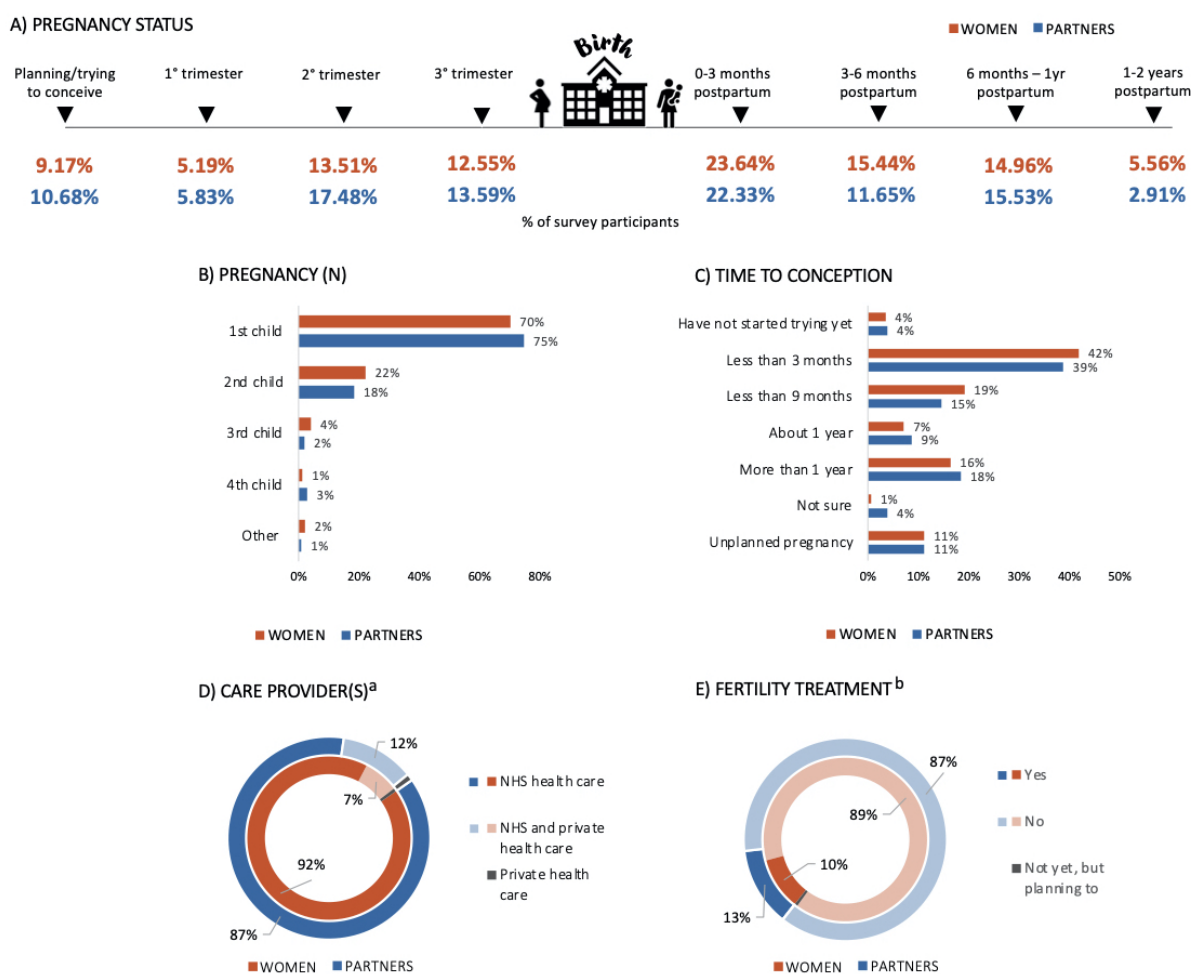 A) PREGNANCY STATUS
WOMEN PARTNERS
Birth
Planning/trying
to conceive
1° trimester
2° trimester
3° trimester
0-3 months
postpartum
3-6 months
postpartum
6 months – 1yr
postpartum
1-2 years
postpartum
9.17% 5.19% 13.51% 12.55% 23.64% 15.44% 14.96% 5.56%
10.68% 5.83% 17.48% 13.59% 22.33% 11.65% 15.53% 2.91%
% of survey participants
B) PREGNANCY (N)
1st child 70%
75%
2nd child 22%
18%
3rd child 4%
2%
4th child 1%
3%
Other 2%
1%
0% 20% 40% 60% 80%
WOMEN PARTNERS
C) TIME TO CONCEPTION
Have not started trying yet 4%
4%
Less than 3 months 42%
39%
Less than 9 months 19%
15%
About 1 year 7%
9%
More than 1 year 16%
18%
Not sure 1%
4%
Unplanned pregnancy 11%
11%
0% 10% 20% 30% 40% 50%
WOMEN PARTNERS
D) CARE PROVIDER(S)a
12%
7%
92%
87%
NHS health care
NHS and private
health care
Private health
care
WOMEN PARTNERS
E) FERTILITY TREATMENT b
87%
89%
10%
13%
Yes
No
Not yet, but
planning to
WOMEN PARTNERS